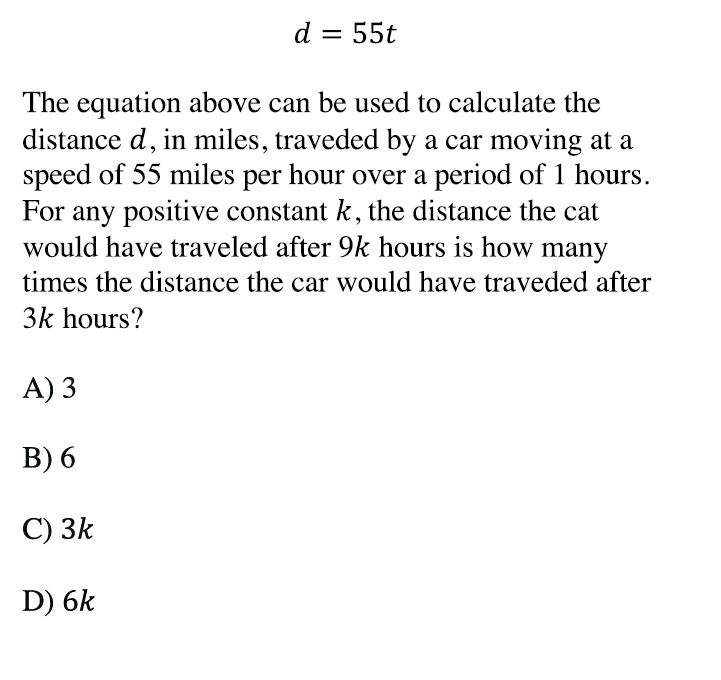 d = 55t
The equation above can be used to calculate the
distance d, in miles, traveded by a car moving at a
speed of 55 miles per hour over a period of 1 hours.
For any positive constant k, the distance the cat
would have traveled after 9k hours is how many
times the distance the car would have traveded after
3k hours?
A) 3
B) 6
C) 3k
D) 6k